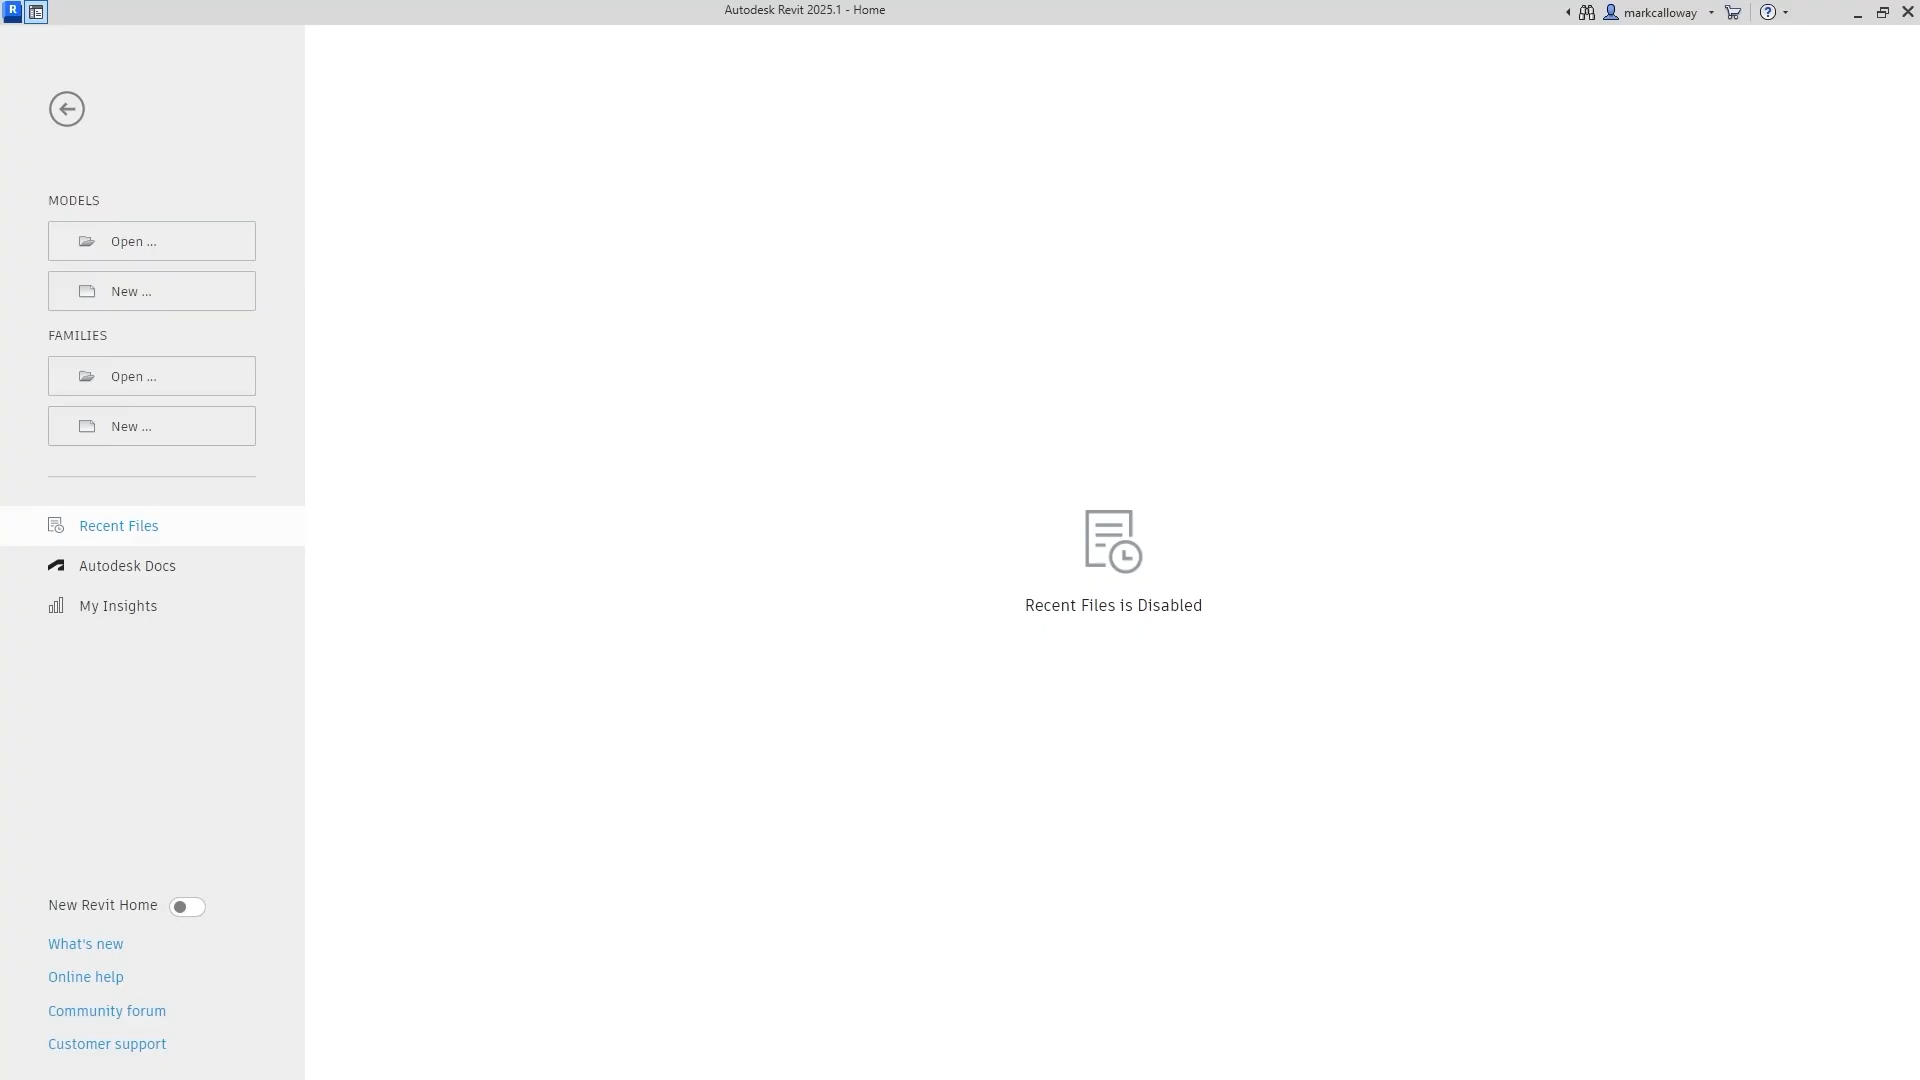 R
Autodesk Revit 2025.1 - Home
markcalloway
?
MODELS
Open ...
New ...
FAMILIES
Open ...
New ...
Recent Files
Autodesk Docs
My Insights
Recent Files is Disabled
New Revit Home
What's new
Online help
Community forum
Customer support